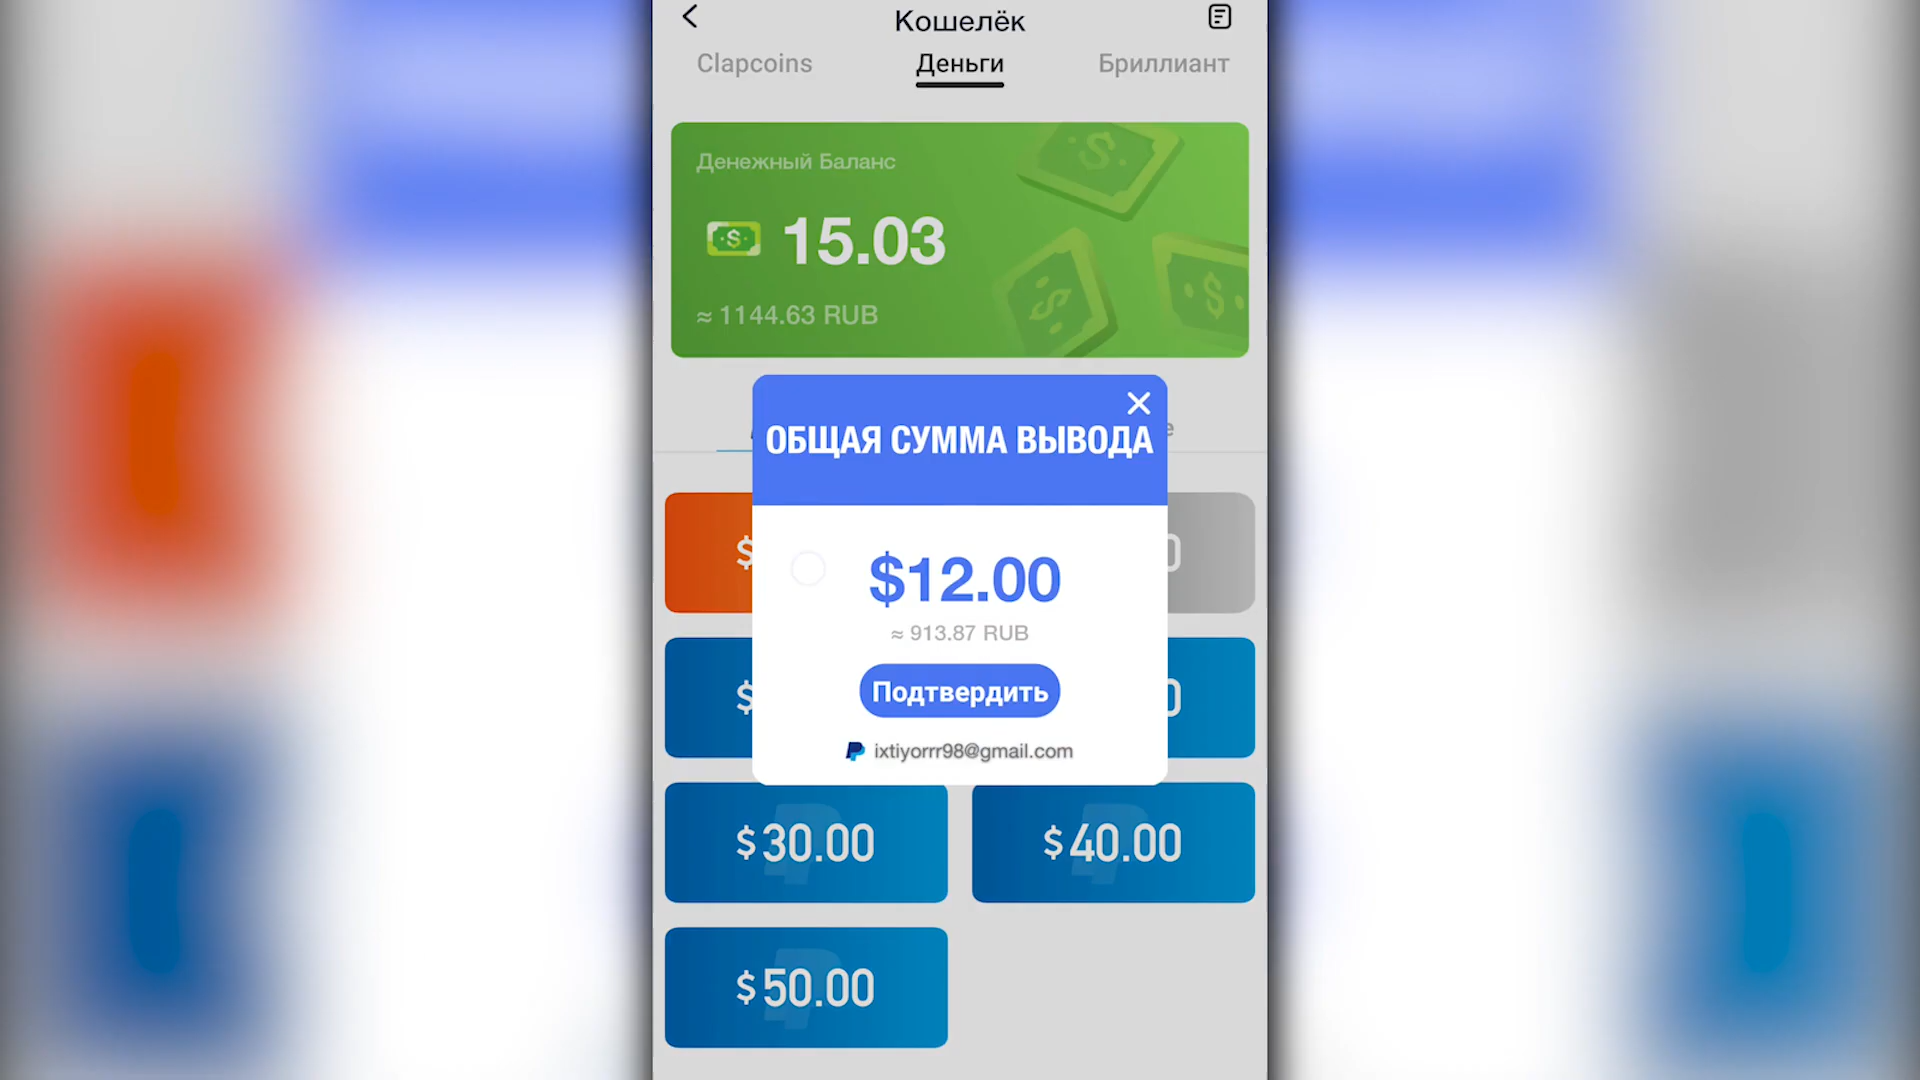 Кошелёк
Clapcoins Деньги Бриллиант
Денежный Баланс
15.03
≈ 1144.63 RUB
ОБЩАЯ СУММА ВЫВОДА
$12.00
≈ 913.87 RUB
Подтвердить
ixtiyorrr98@gmail.com
$30.00 $40.00
$50.00